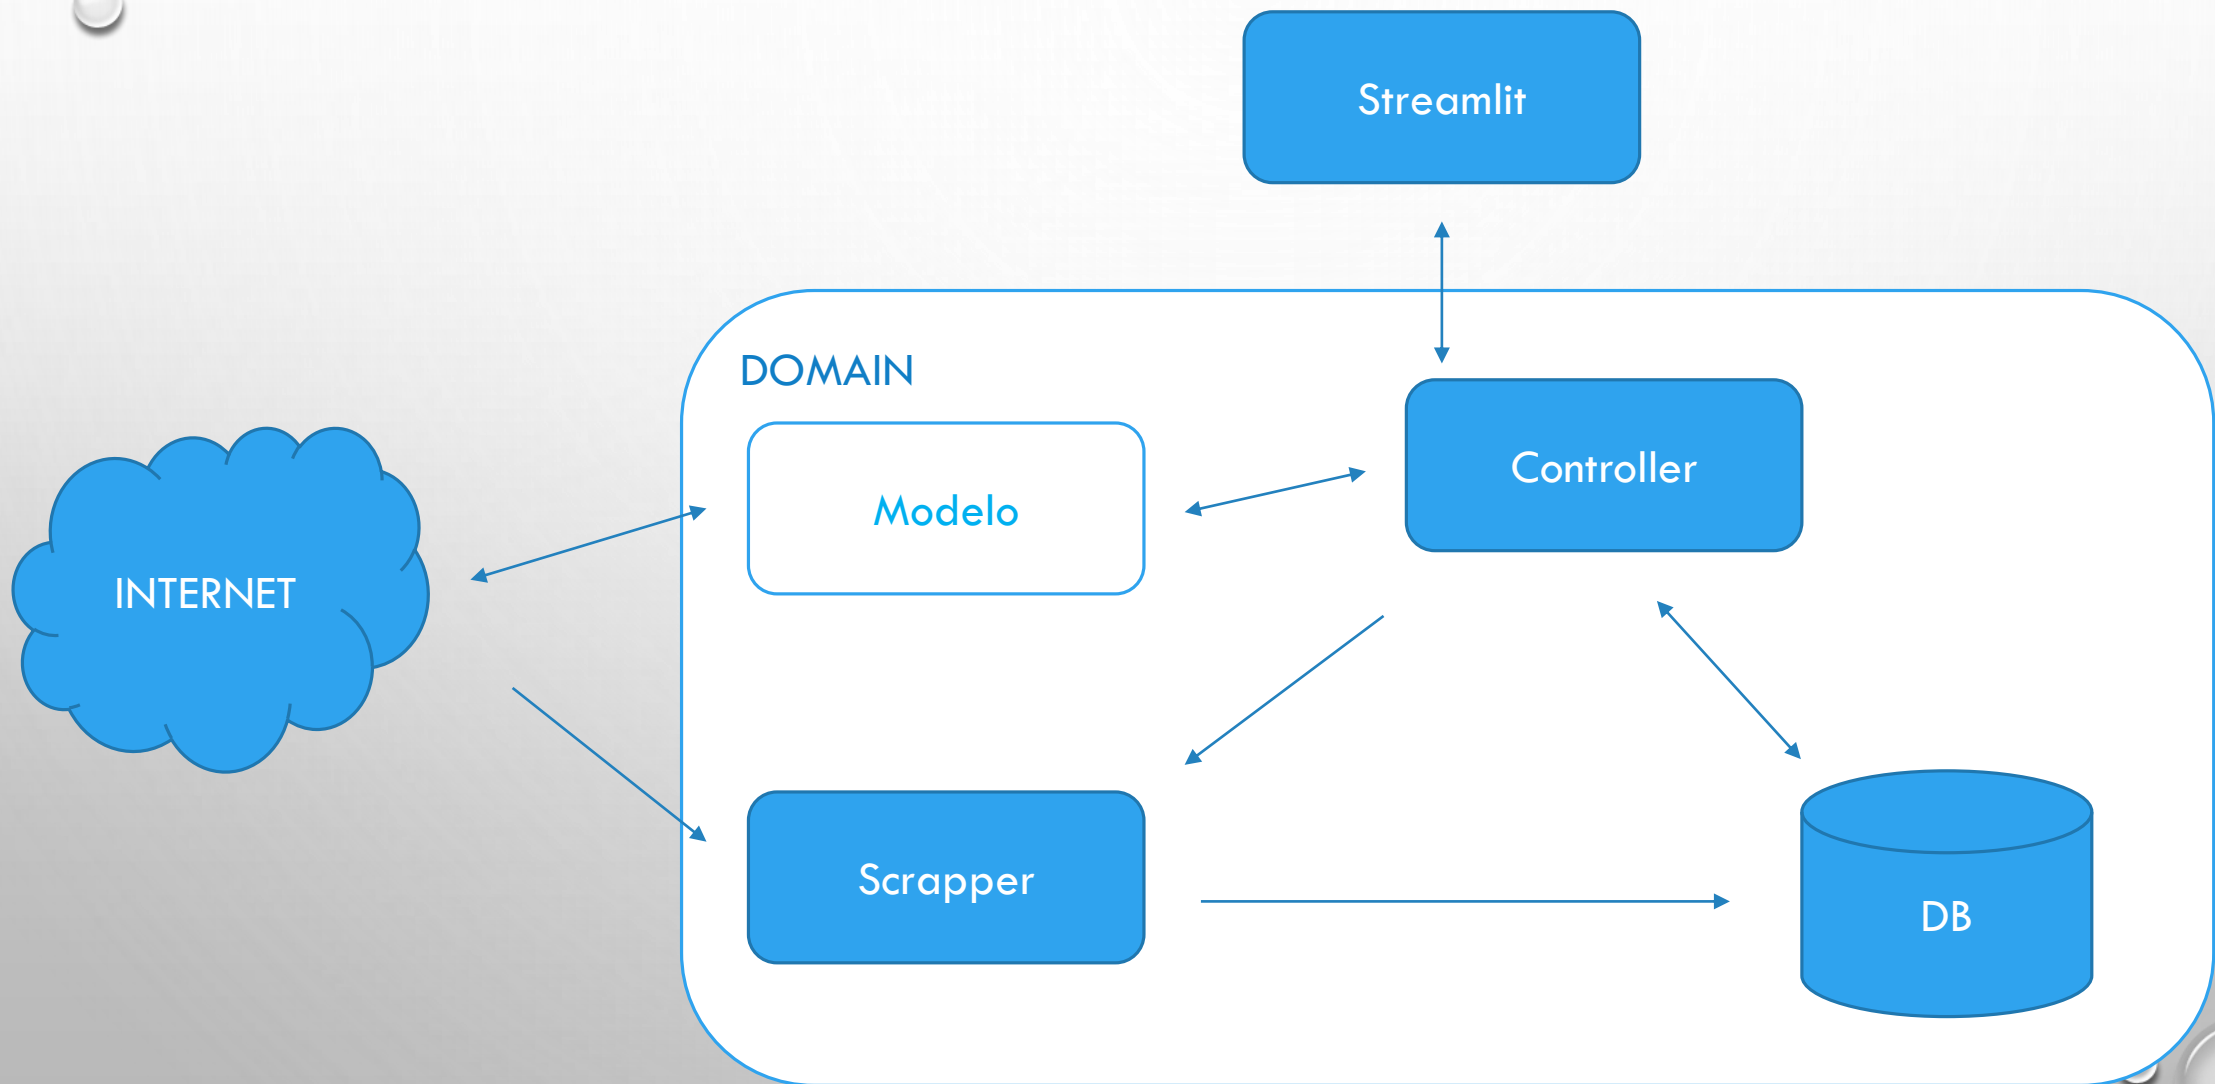 Streamlit
DOMAIN
Controller
Modelo
INTERNET
Scrapper
DB